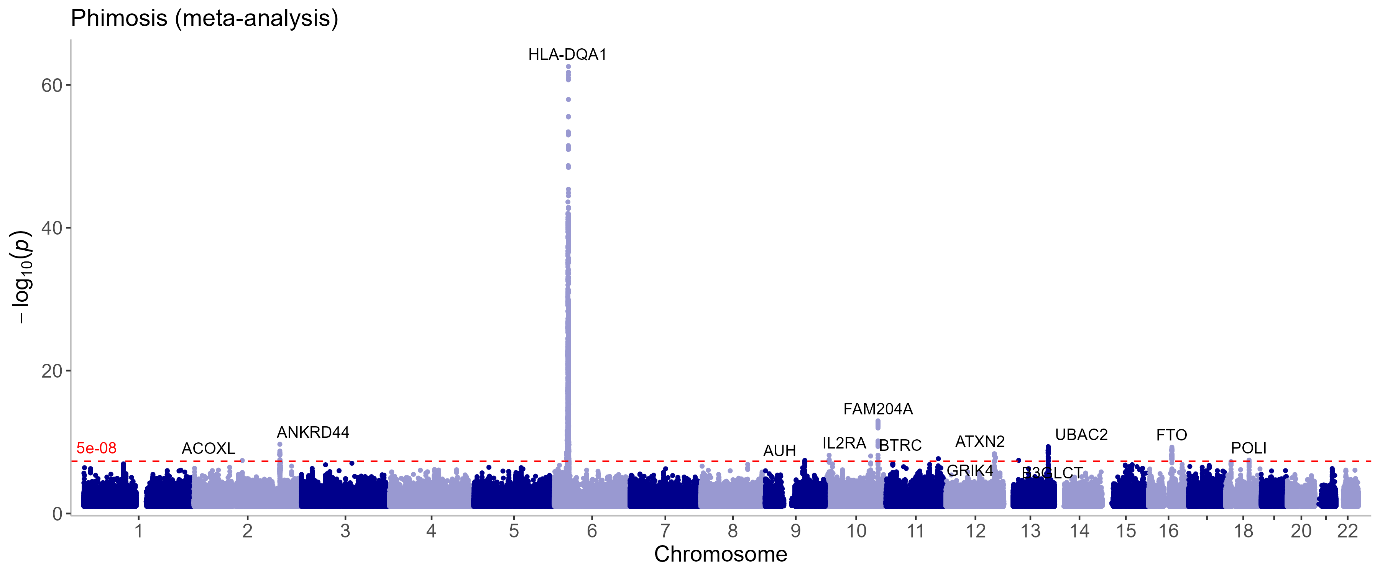 Phimosis (meta-analysis)
HLA-DQA1
60
40
20
0
−log10(p)
FAM204A
ANKRD44
UBAC2
FTO
5e-08
ACOXL
AUH
IL2RA
BTRC
ATXN2
POLI
GRIK4
B3GLCT
1 2 3 4 5 6 7 8 9 10 11 12 13 14 15 16 18 20 22
Chromosome